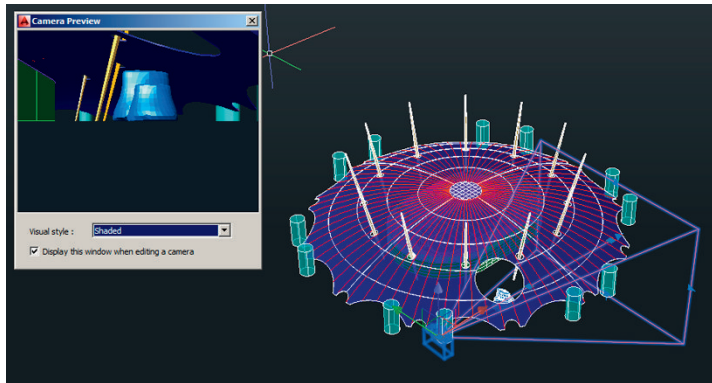 Camera Preview
Visual style :
Shaded
Display this window when editing a camera